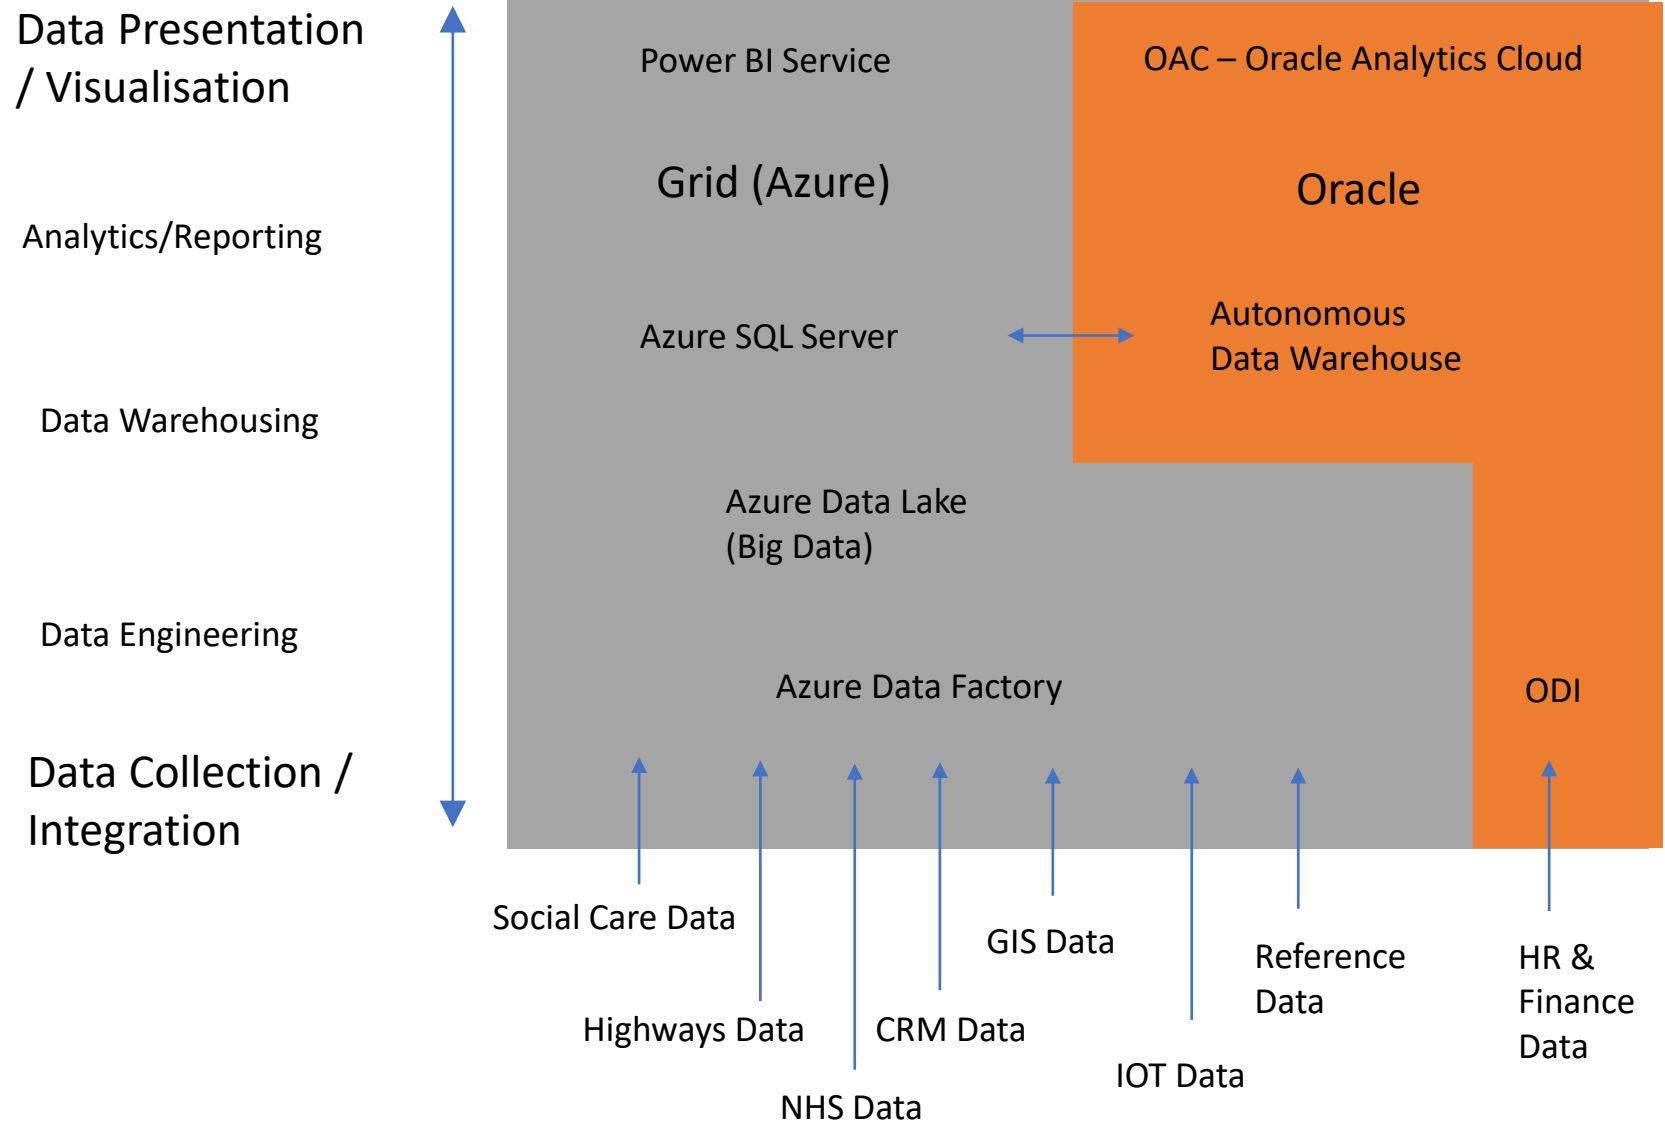 Data Presentation
/ Visualisation
Power BI Service
OAC – Oracle Analytics Cloud
Grid (Azure)
Oracle
Analytics/Reporting
Azure SQL Server
Autonomous
Data Warehouse
Data Warehousing
Azure Data Lake
(Big Data)
Data Engineering
Azure Data Factory
ODI
Data Collection /
Integration
Social Care Data
GIS Data
Reference
Data
HR &
Finance
Data
Highways Data
CRM Data
IOT Data
NHS Data